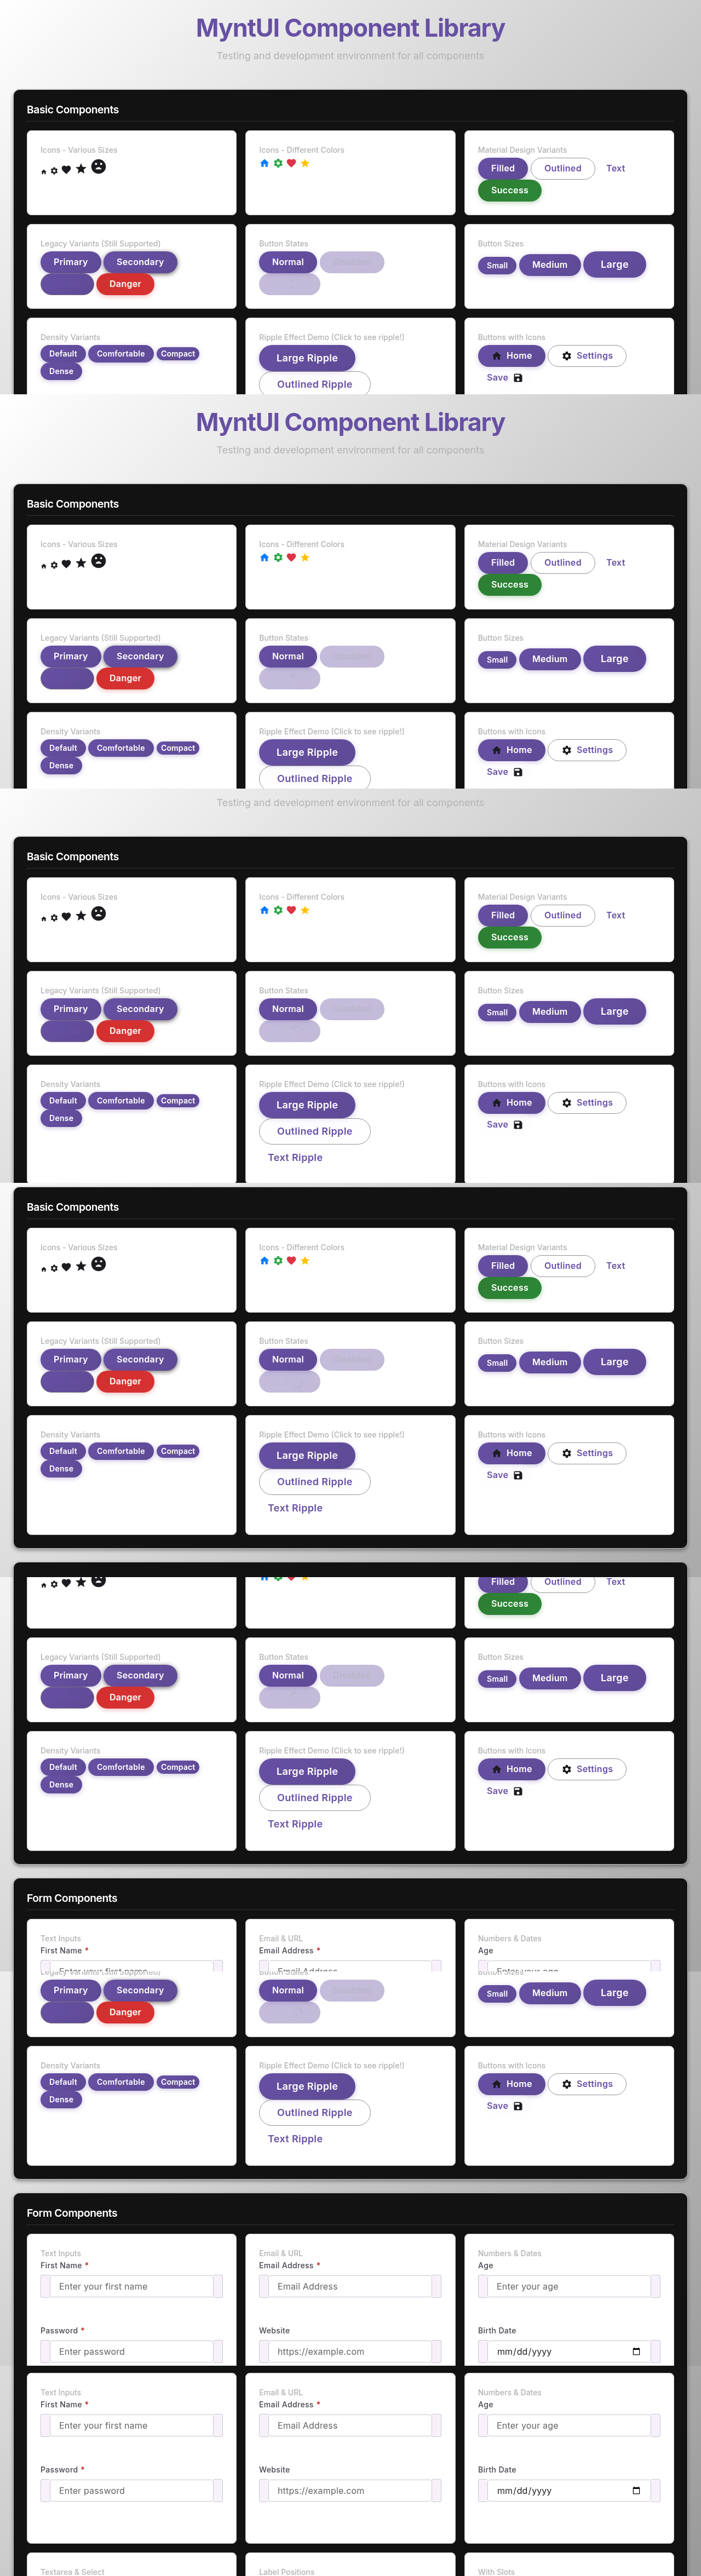 MyntUI Component Library
Testing and development environment for all components
Basic Components
Icons - Various Sizes
Icons - Different Colors
Material Design Variants
Filled Outlined Text
Success
Legacy Variants (Still Supported)
Button States
Button Sizes
Primary Secondary
Normal Disabled
Small Medium Large
Danger
Density Variants
Ripple Effect Demo (Click to see ripple!)
Buttons with Icons
Default Comfortable Compact
Large Ripple
Home Settings
Dense
Outlined Ripple
Save
MyntUI Component Library
Testing and development environment for all components
Basic Components
Icons - Various Sizes
Icons - Different Colors
Material Design Variants
Filled Outlined Text
Success
Legacy Variants (Still Supported)
Button States
Button Sizes
Primary Secondary
Normal Disabled
Small Medium Large
Danger
Density Variants
Ripple Effect Demo (Click to see ripple!)
Buttons with Icons
Default Comfortable Compact
Large Ripple
Home Settings
Dense
Outlined Ripple
Save
Testing and development environment for all components
Basic Components
Icons - Various Sizes
Icons - Different Colors
Material Design Variants
Filled Outlined Text
Success
Legacy Variants (Still Supported)
Button States
Button Sizes
Primary Secondary
Normal Disabled
Small Medium Large
Danger
Density Variants
Ripple Effect Demo (Click to see ripple!)
Buttons with Icons
Default Comfortable Compact
Large Ripple
Home Settings
Dense
Outlined Ripple
Save
Text Ripple
Basic Components
Icons - Various Sizes
Icons - Different Colors
Material Design Variants
Filled Outlined Text
Success
Legacy Variants (Still Supported)
Button States
Button Sizes
Primary Secondary
Normal Disabled
Small Medium Large
Danger
Density Variants
Ripple Effect Demo (Click to see ripple!)
Buttons with Icons
Default Comfortable Compact
Large Ripple
Home Settings
Dense
Outlined Ripple
Save
Text Ripple
Filled Outlined Text
Success
Legacy Variants (Still Supported)
Button States
Button Sizes
Primary Secondary
Normal Disabled
Small Medium Large
Danger
Density Variants
Ripple Effect Demo (Click to see ripple!)
Buttons with Icons
Default Comfortable Compact
Large Ripple
Home Settings
Dense
Outlined Ripple
Save
Text Ripple
Form Components
Text Inputs
Email & URL
Numbers & Dates
First Name *
Email Address *
Age
Enter your first name
Email Address
Enter your age
Legacy Variants (Still Supported)
Button States
Button Sizes
Primary Secondary
Normal Disabled
Small Medium Large
Danger
Density Variants
Ripple Effect Demo (Click to see ripple!)
Buttons with Icons
Default Comfortable Compact
Large Ripple
Home Settings
Dense
Outlined Ripple
Save
Text Ripple
Form Components
Text Inputs
Email & URL
Numbers & Dates
First Name *
Email Address *
Age
Enter your first name
Email Address
Enter your age
Password *
Website
Birth Date
Enter password
https://example.com
mm/dd/yyyy
Text Inputs
Email & URL
Numbers & Dates
First Name *
Email Address *
Age
Enter your first name
Email Address
Enter your age
Password *
Website
Birth Date
Enter password
https://example.com
mm/dd/yyyy
Textarea & Select
Label Positions
With Slots